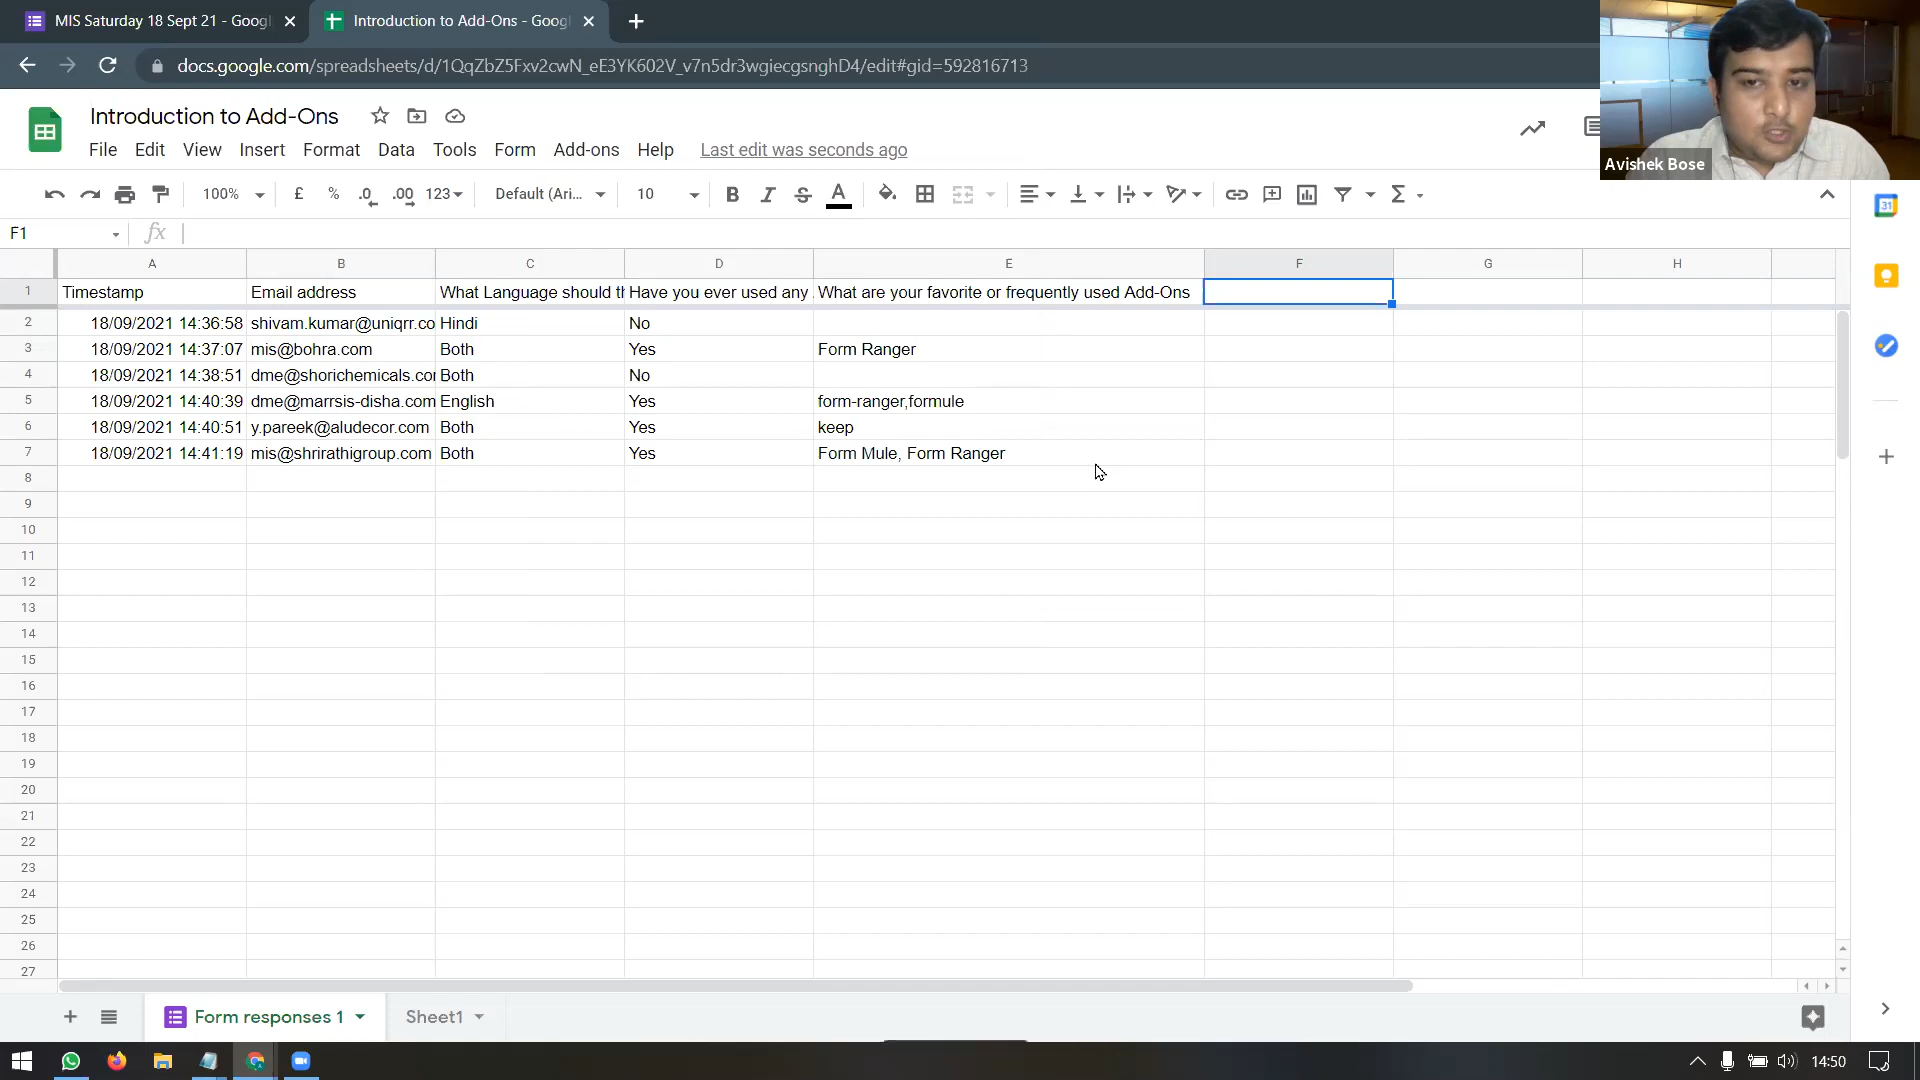 MIS Saturday 18 Sept 21 - Googl
Introduction to Add-Ons - Goog
docs.google.com/spreadsheets/d/1QqZbZ5Fxv2cwN_eE3YK602V_v7n5dr3wgiecgsnghD4/edit#gid=592816713
Introduction to Add-Ons
File Edit View Insert Format Data Tools Form Add-ons Help Last edit was seconds ago
Avishek Bose
100% £ % .0 .00 123 Default (Ari... 10 B I S A Σ
31
F1 fx
A B C D E F G H
1 Timestamp Email address What Language should th Have you ever used any What are your favorite or frequently used Add-Ons
2 18/09/2021 14:36:58 shivam.kumar@uniqrr.co Hindi No
3 18/09/2021 14:37:07 mis@bohra.com Both Yes Form Ranger
4 18/09/2021 14:38:51 dme@shorichemicals.cor Both No
5 18/09/2021 14:40:39 dme@marrsis-disha.com English Yes form-ranger,formule
6 18/09/2021 14:40:51 y.pareek@aludecor.com Both Yes keep
7 18/09/2021 14:41:19 mis@shrirathigroup.com Both Yes Form Mule, Form Ranger
8
9
10
11
12
13
14
15
16
17
18
19
20
21
22
23
24
25
26
27
Form responses 1 Sheet1
14:50